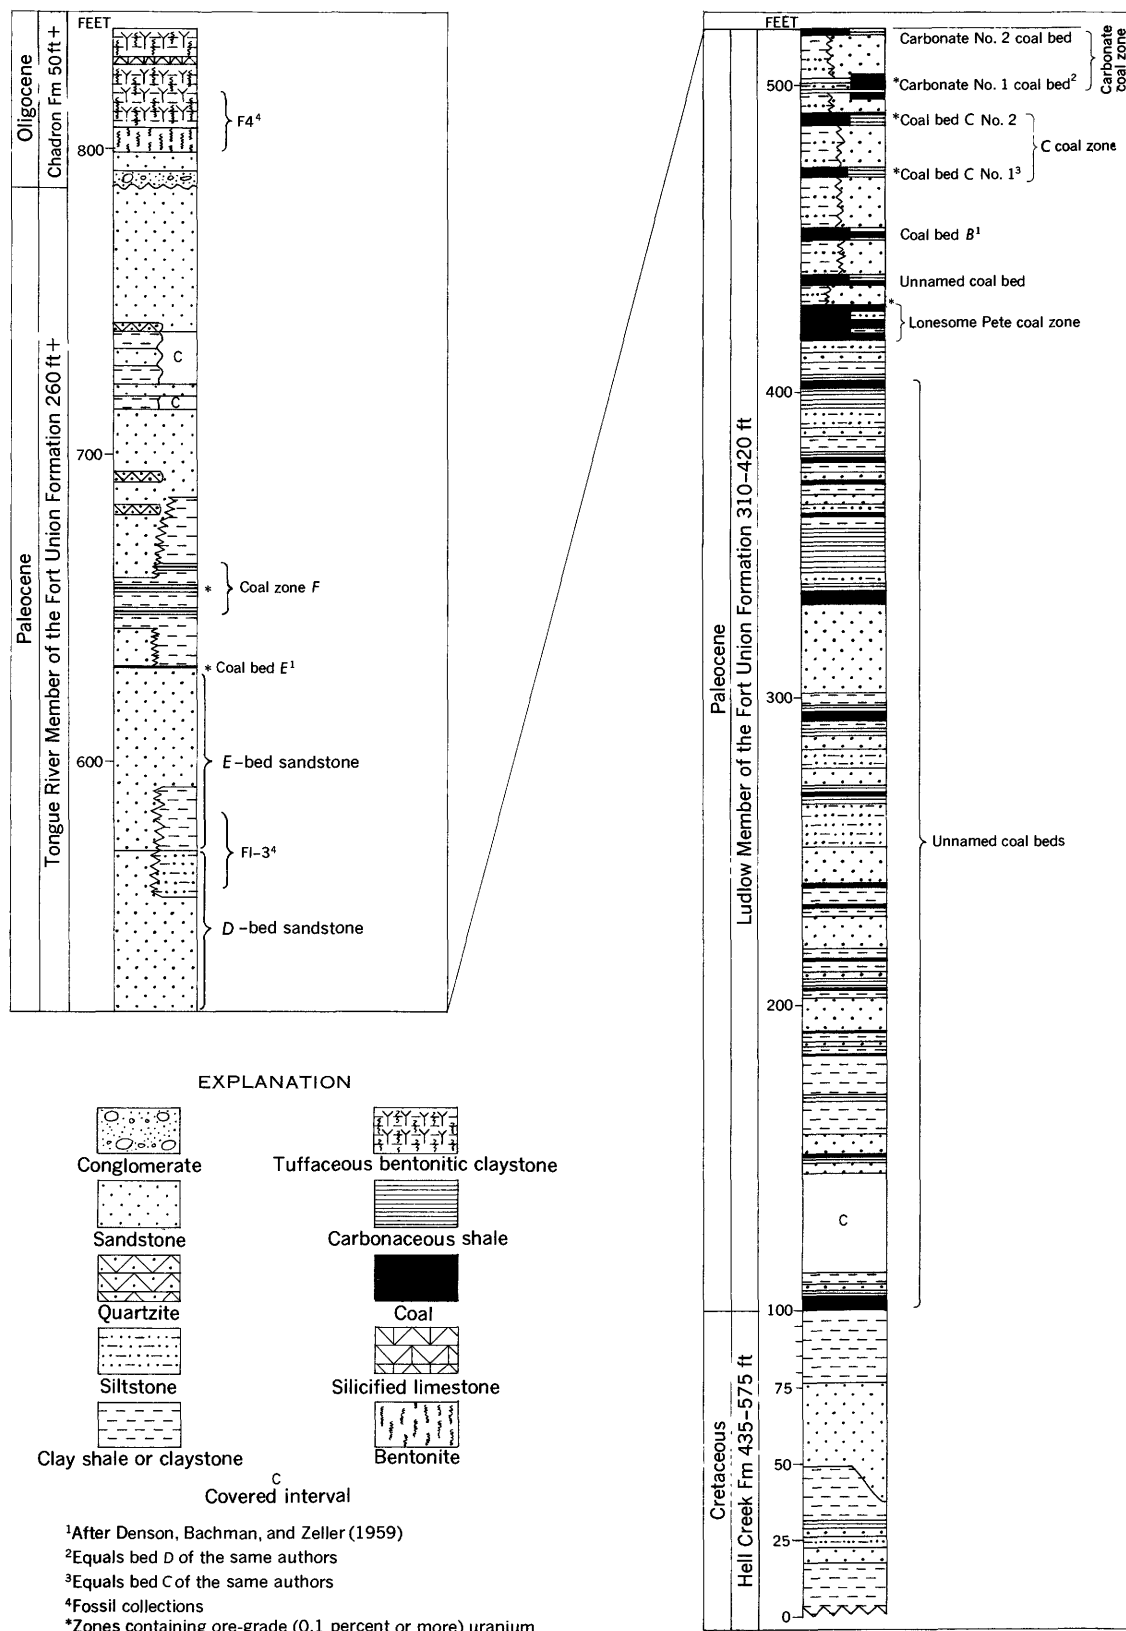 FEET
Oligocene
Chadron Fm 50 ft +
F4⁴
800
Paleocene
Tongue River Member of the Fort Union Formation 260 ft +
C
C
700
Coal zone F
*
* Coal bed E¹
600
E-bed sandstone
FI-3⁴
D-bed sandstone
FEET
Carbonate No. 2 coal bed
*Carbonate No. 1 coal bed²
Carbonate coal zone
500
*Coal bed C No. 2
C coal zone
*Coal bed C No. 1³
Coal bed B¹
Unnamed coal bed
*
Lonesome Pete coal zone
400
Paleocene
Ludlow Member of the Fort Union Formation 310-420 ft
300
Unnamed coal beds
200
C
100
Cretaceous
Hell Creek Fm 435-575 ft
75
50
25
0
EXPLANATION
Conglomerate
Tuffaceous bentonitic claystone
Sandstone
Carbonaceous shale
Quartzite
Coal
Siltstone
Silicified limestone
Clay shale or claystone
Bentonite
C
Covered interval
¹After Denson, Bachman, and Zeller (1959)
²Equals bed D of the same authors
³Equals bed C of the same authors
⁴Fossil collections
*Zones containing ore-grade (0.1 percent or more) uranium